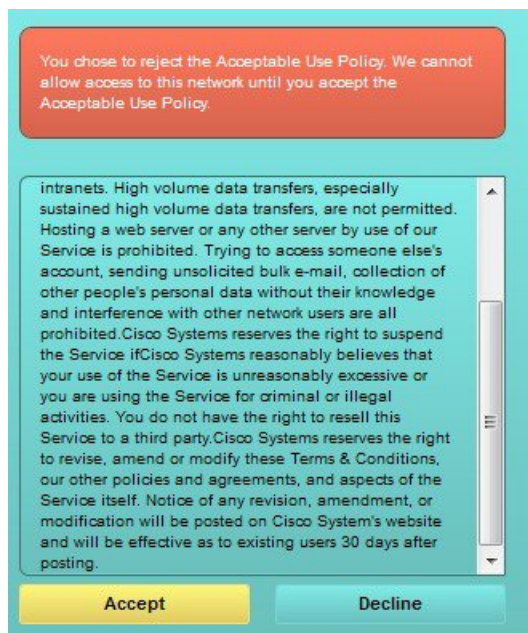 You chose to reject the Acceptable Use Policy. We cannot
allow access to this network until you accept the
Acceptable Use Policy.
intranets. High volume data transfers, especially
sustained high volume data transfers, are not permitted.
Hosting a web server or any other server by use of our
Service is prohibited. Trying to access someone else's
account, sending unsolicited bulk e-mail, collection of
other people's personal data without their knowledge
and interference with other network users are all
prohibited.Cisco Systems reserves the right to suspend
the Service ifCisco Systems reasonably believes that
your use of the Service is unreasonably excessive or
you are using the Service for criminal or illegal
activities. You do not have the right to resell this
Service to a third party.Cisco Systems reserves the right
to revise, amend or modify these Terms & Conditions,
our other policies and agreements, and aspects of the
Service itself. Notice of any revision, amendment, or
modification will be posted on Cisco System's website
and will be effective as to existing users 30 days after
posting.
Accept
Decline